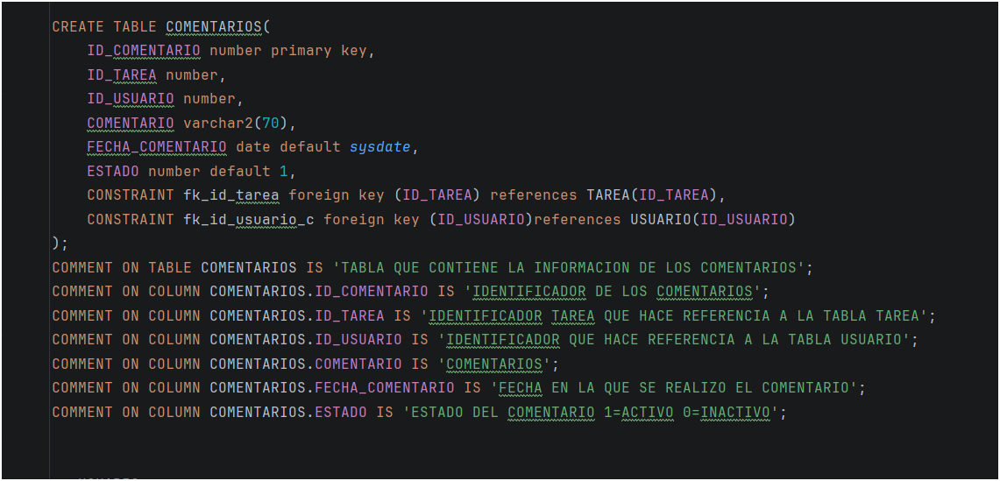 CREATE TABLE COMENTARIOS(
    ID_COMENTARIO number primary key,
    ID_TAREA number,
    ID_USUARIO number,
    COMENTARIO varchar2(70),
    FECHA_COMENTARIO date default sysdate,
    ESTADO number default 1,
    CONSTRAINT fk_id_tarea foreign key (ID_TAREA) references TAREA(ID_TAREA),
    CONSTRAINT fk_id_usuario_c foreign key (ID_USUARIO)references USUARIO(ID_USUARIO)
);
COMMENT ON TABLE COMENTARIOS IS 'TABLA QUE CONTIENE LA INFORMACION DE LOS COMENTARIOS';
COMMENT ON COLUMN COMENTARIOS.ID_COMENTARIO IS 'IDENTIFICADOR DE LOS COMENTARIOS';
COMMENT ON COLUMN COMENTARIOS.ID_TAREA IS 'IDENTIFICADOR TAREA QUE HACE REFERENCIA A LA TABLA TAREA';
COMMENT ON COLUMN COMENTARIOS.ID_USUARIO IS 'IDENTIFICADOR QUE HACE REFERENCIA A LA TABLA USUARIO';
COMMENT ON COLUMN COMENTARIOS.COMENTARIO IS 'COMENTARIOS';
COMMENT ON COLUMN COMENTARIOS.FECHA_COMENTARIO IS 'FECHA EN LA QUE SE REALIZO EL COMENTARIO';
COMMENT ON COLUMN COMENTARIOS.ESTADO IS 'ESTADO DEL COMENTARIO 1=ACTIVO 0=INACTIVO';